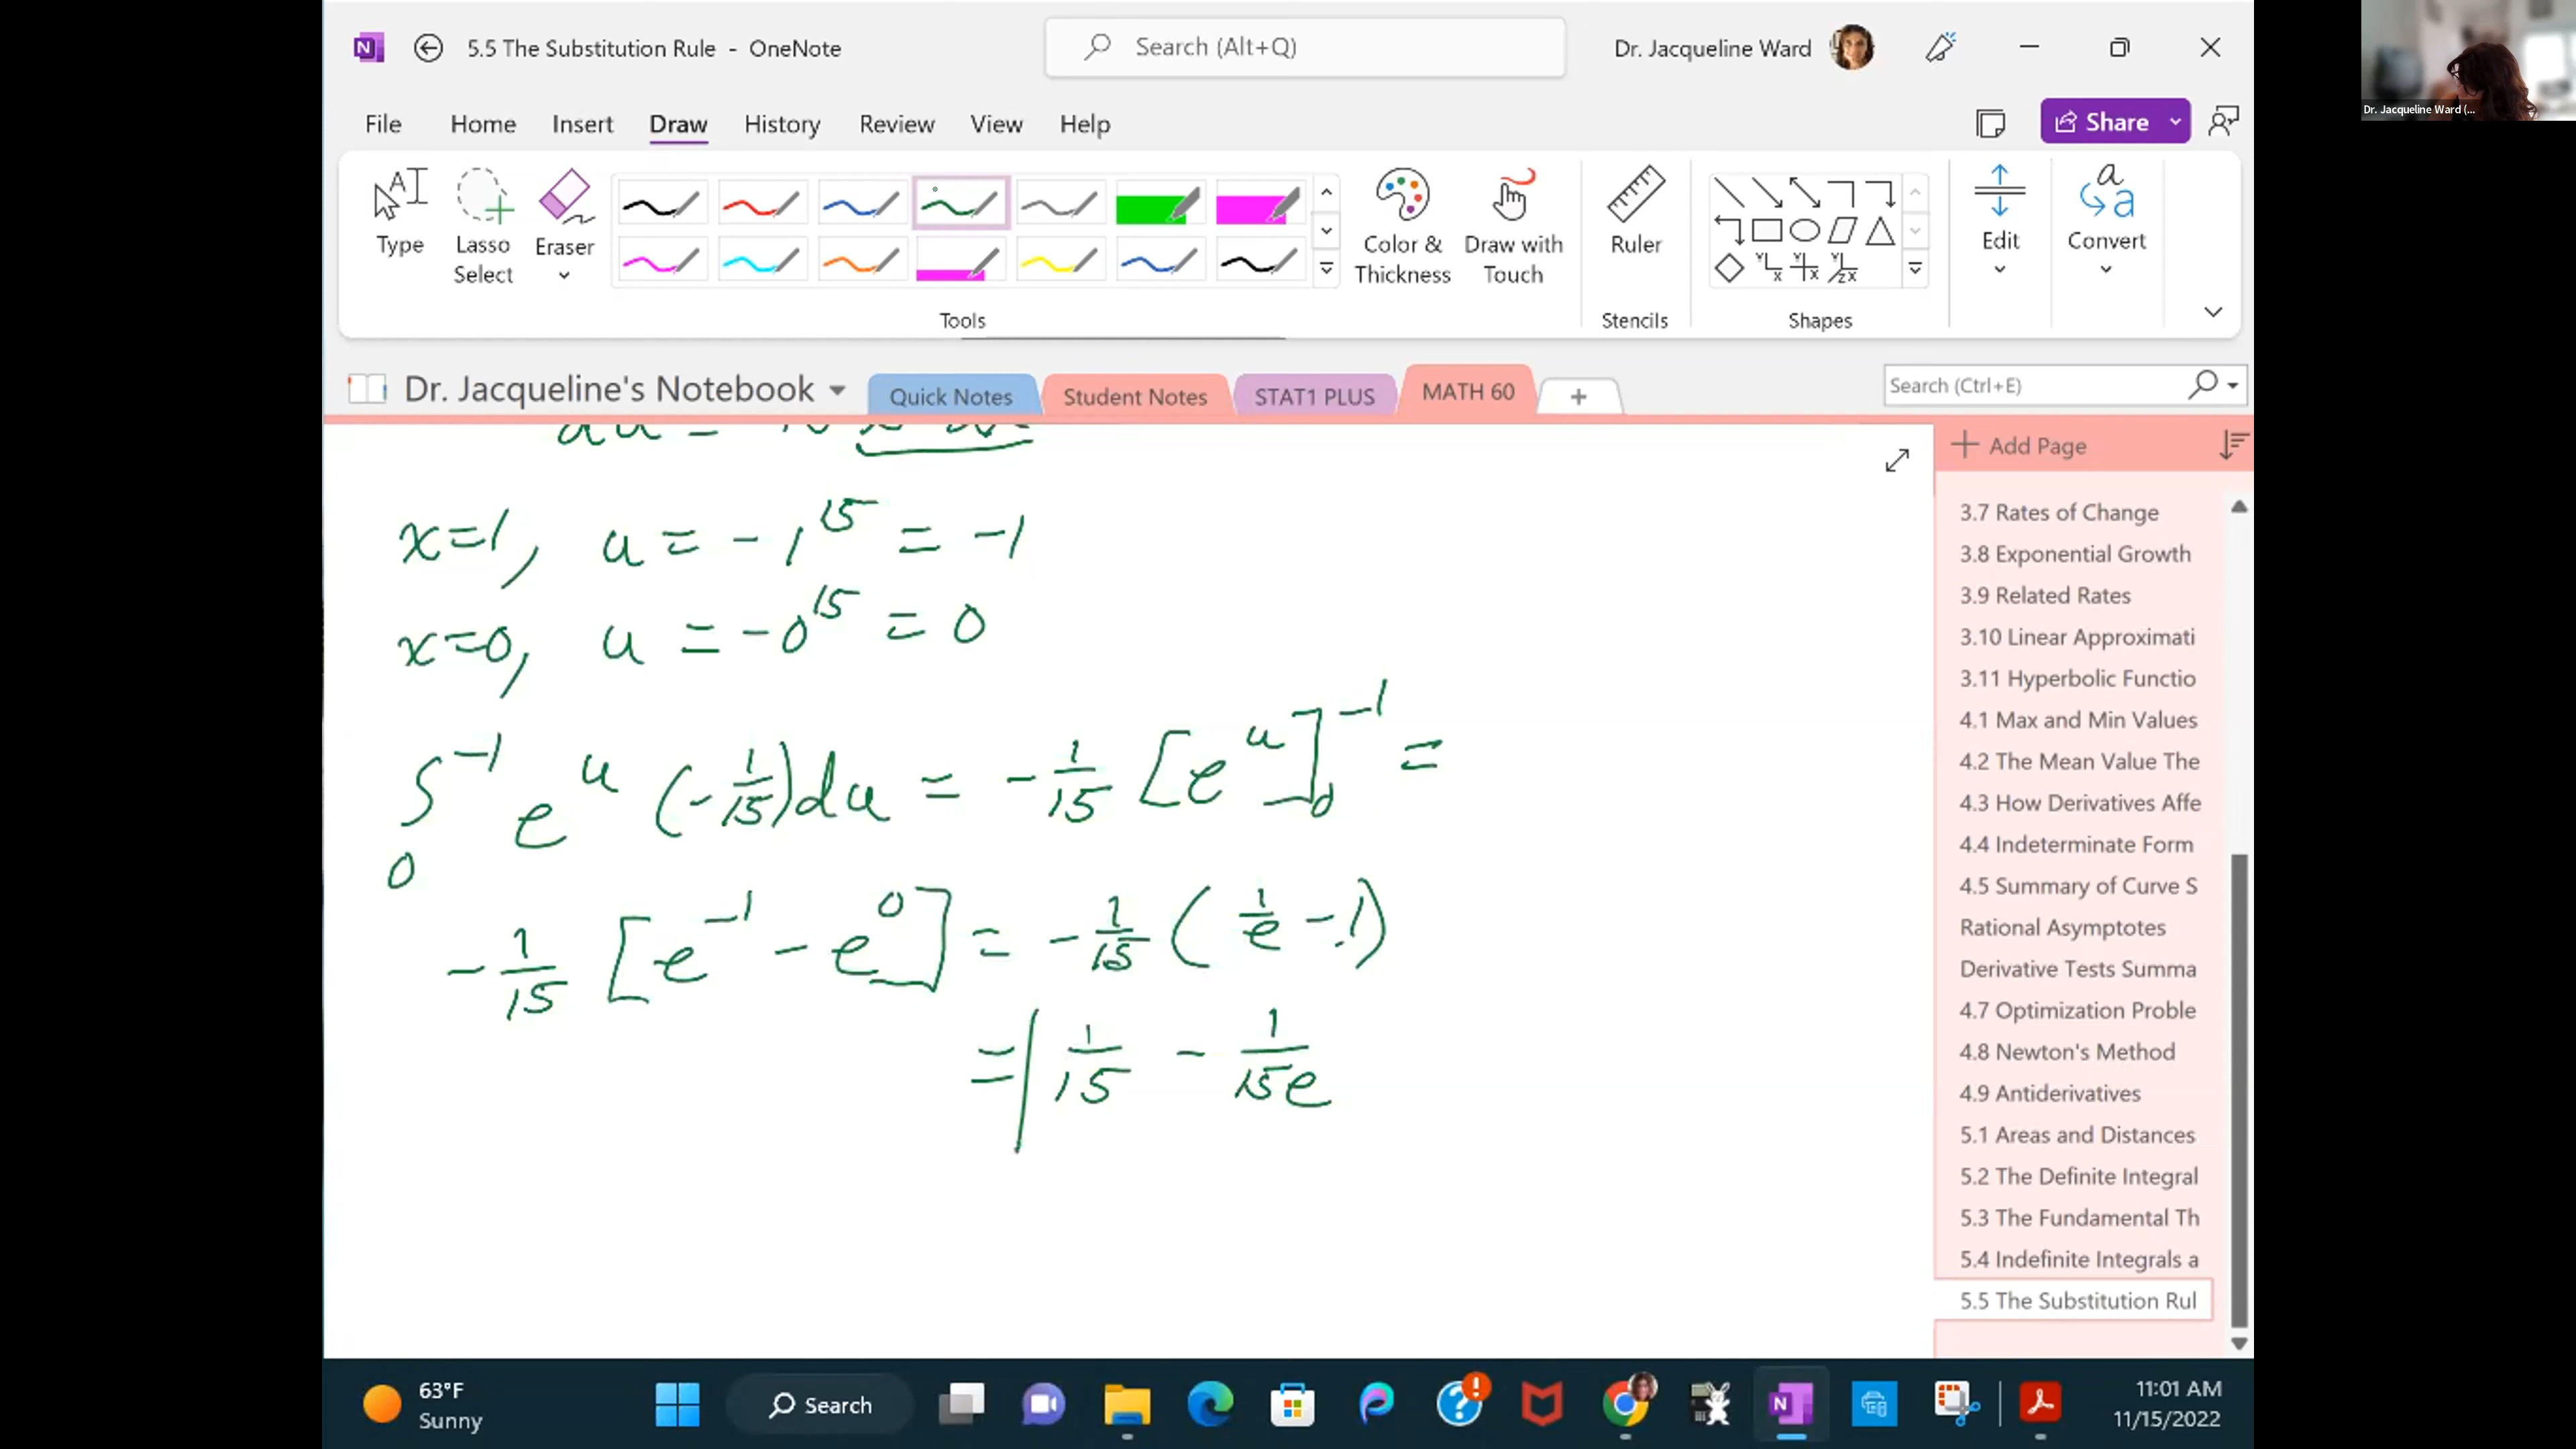 5.5 The Substitution Rule - OneNote
Search (Alt+Q)
Dr. Jacqueline Ward
Dr. Jacqueline Ward (...
File Home Insert Draw History Review View Help
Share
Type
Lasso Select
Eraser
Color & Thickness
Draw with Touch
Ruler
Edit
Convert
Tools
Stencils
Shapes
Dr. Jacqueline's Notebook
Quick Notes
Student Notes
STAT1 PLUS
MATH 60
Search (Ctrl+E)
du = -
x=1, u = -1^15 = -1
x=0, u = -0^15 = 0
∫_0^-1 e^u (-1/15)du = -1/15 [e^u]_0^-1 =
-1/15 [e^-1 - e^0] = -1/15 (1/e - 1)
= 1/15 - 1/15e
Add Page
3.7 Rates of Change
3.8 Exponential Growth
3.9 Related Rates
3.10 Linear Approximati
3.11 Hyperbolic Functio
4.1 Max and Min Values
4.2 The Mean Value The
4.3 How Derivatives Affe
4.4 Indeterminate Form
4.5 Summary of Curve S
Rational Asymptotes
Derivative Tests Summa
4.7 Optimization Proble
4.8 Newton's Method
4.9 Antiderivatives
5.1 Areas and Distances
5.2 The Definite Integral
5.3 The Fundamental Th
5.4 Indefinite Integrals a
5.5 The Substitution Rul
63°F
Sunny
Search
11:01 AM
11/15/2022